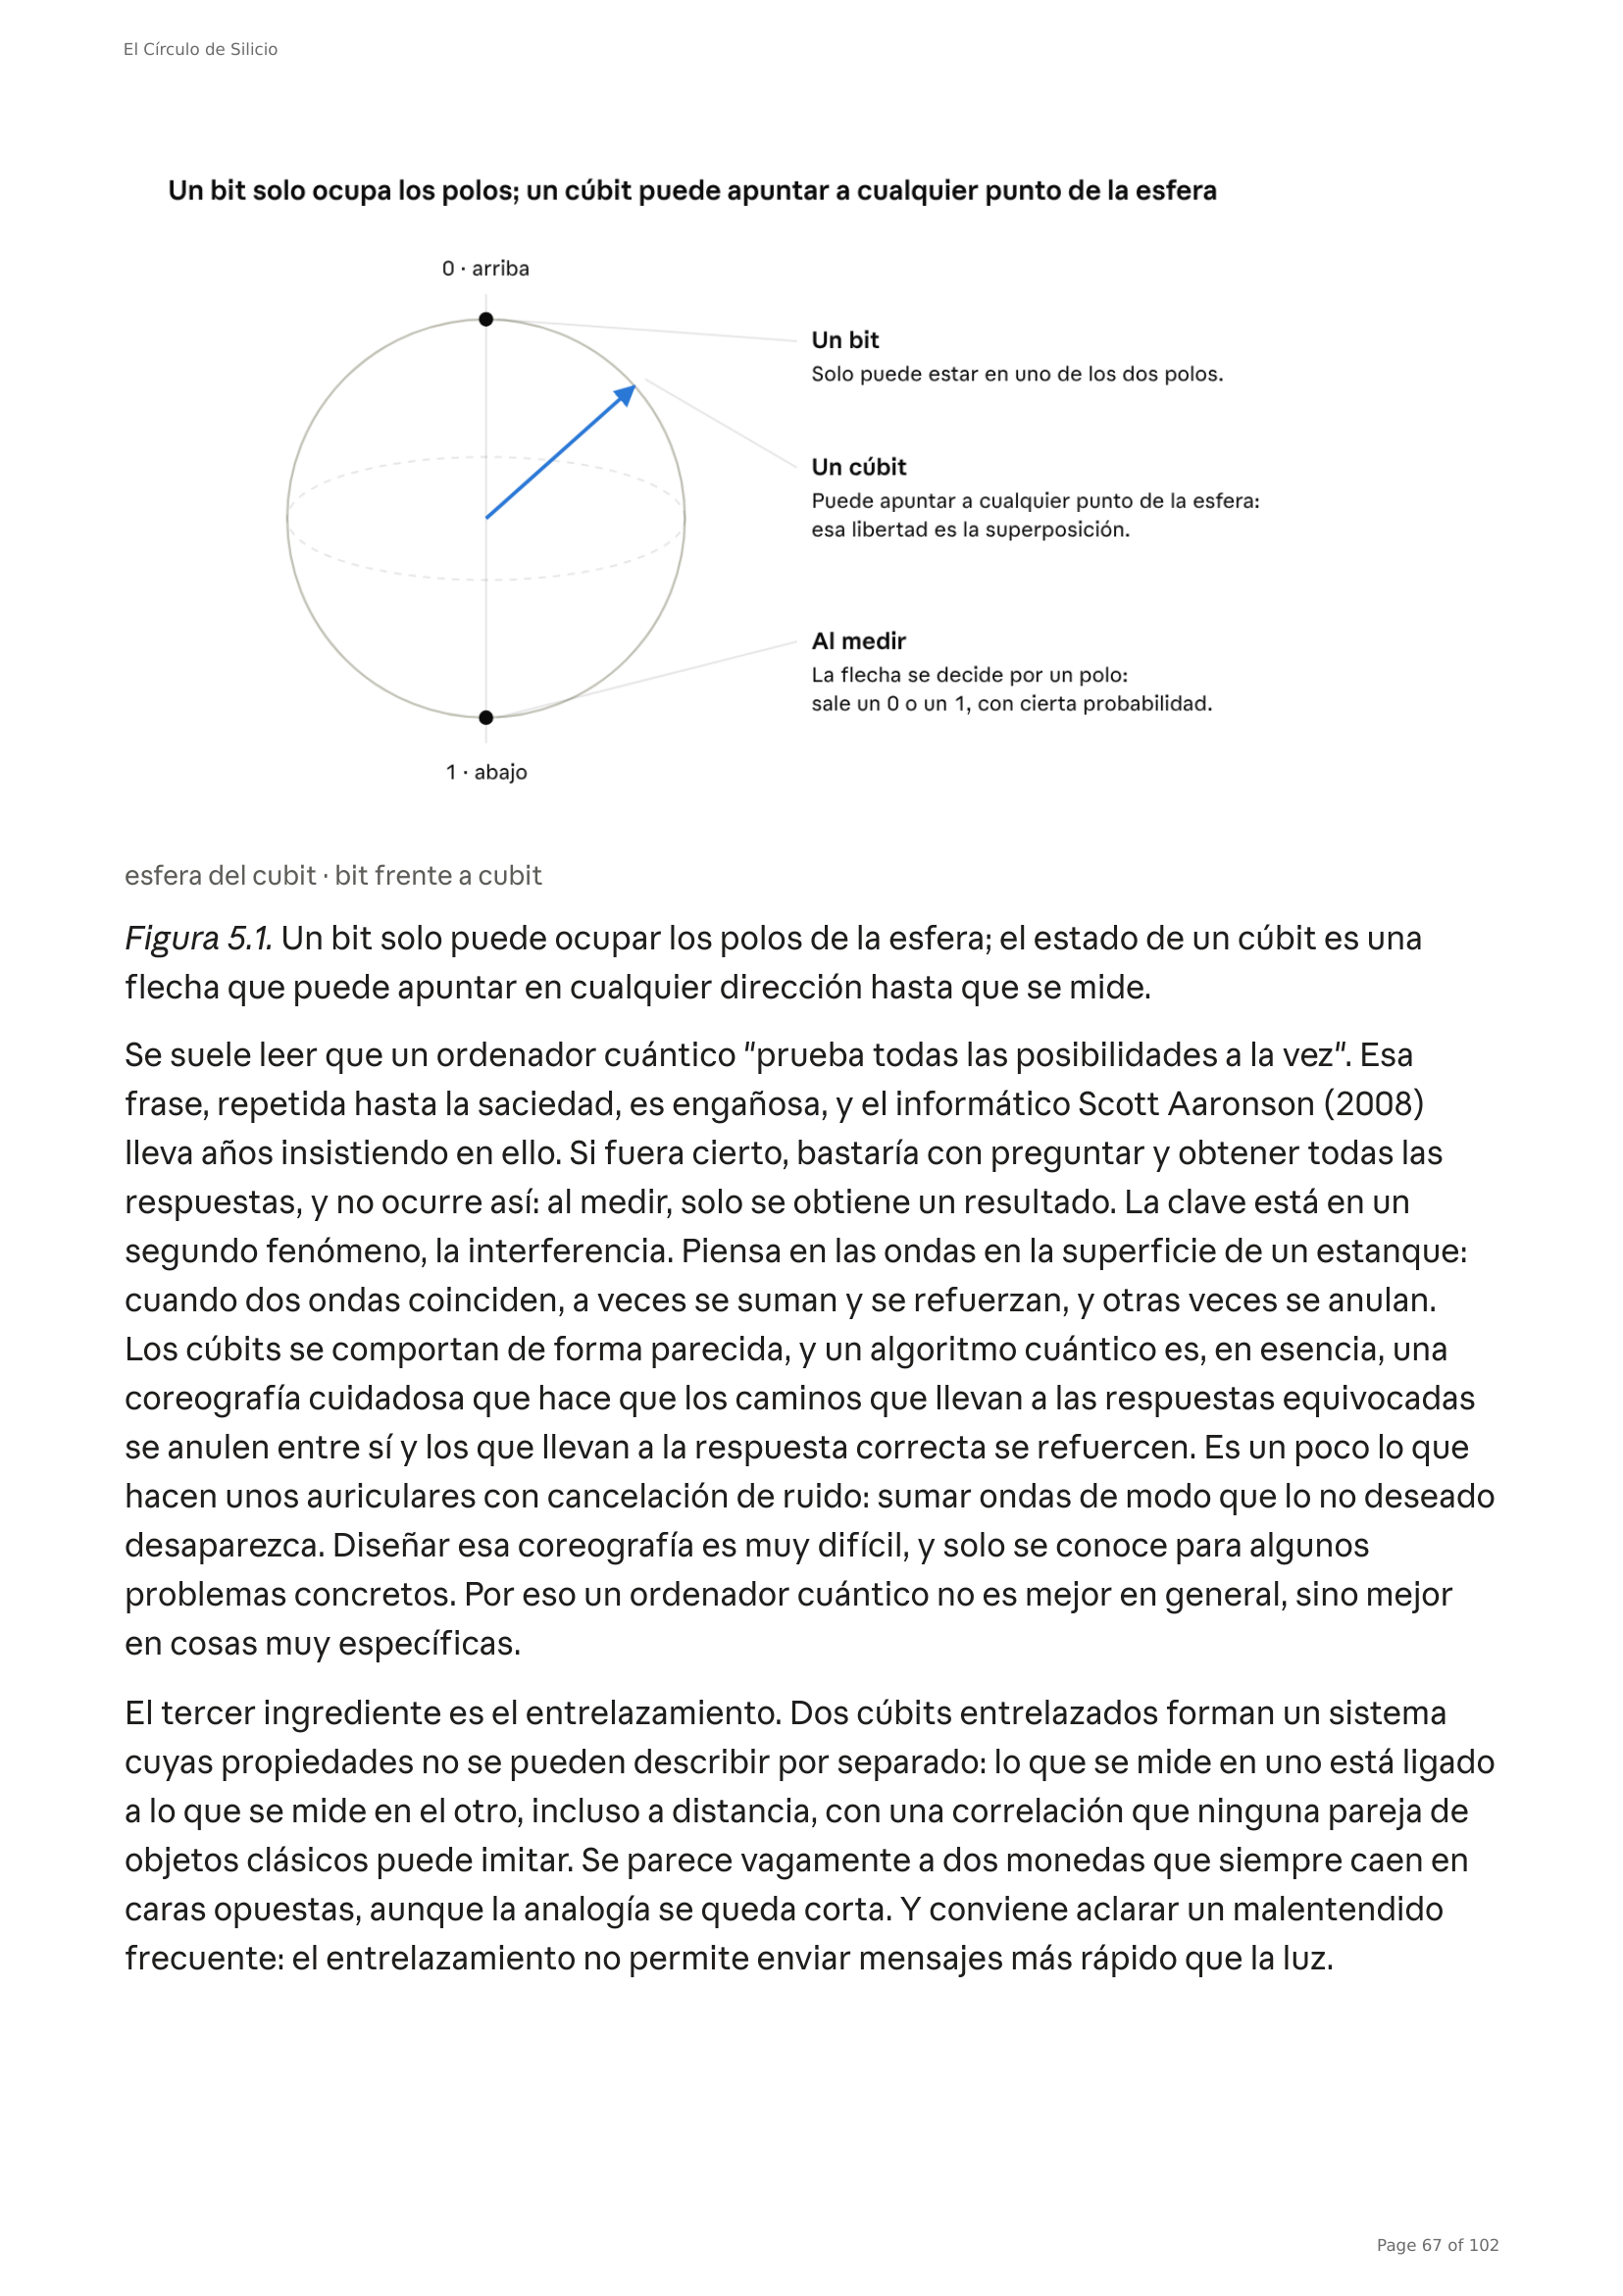 El Círculo de Silicio
Un bit solo ocupa los polos; un cúbit puede apuntar a cualquier punto de la esfera
0 · arriba
Un bit
Solo puede estar en uno de los dos polos.
Un cúbit
Puede apuntar a cualquier punto de la esfera:
esa libertad es la superposición.
Al medir
La flecha se decide por un polo:
sale un 0 o un 1, con cierta probabilidad.
1 · abajo
esfera del cubit · bit frente a cubit
Figura 5.1. Un bit solo puede ocupar los polos de la esfera; el estado de un cúbit es una
flecha que puede apuntar en cualquier dirección hasta que se mide.
Se suele leer que un ordenador cuántico "prueba todas las posibilidades a la vez". Esa
frase, repetida hasta la saciedad, es engañosa, y el informático Scott Aaronson (2008)
lleva años insistiendo en ello. Si fuera cierto, bastaría con preguntar y obtener todas las
respuestas, y no ocurre así: al medir, solo se obtiene un resultado. La clave está en un
segundo fenómeno, la interferencia. Piensa en las ondas en la superficie de un estanque:
cuando dos ondas coinciden, a veces se suman y se refuerzan, y otras veces se anulan.
Los cúbits se comportan de forma parecida, y un algoritmo cuántico es, en esencia, una
coreografía cuidadosa que hace que los caminos que llevan a las respuestas equivocadas
se anulen entre sí y los que llevan a la respuesta correcta se refuercen. Es un poco lo que
hacen unos auriculares con cancelación de ruido: sumar ondas de modo que lo no deseado
desaparezca. Diseñar esa coreografía es muy difícil, y solo se conoce para algunos
problemas concretos. Por eso un ordenador cuántico no es mejor en general, sino mejor
en cosas muy específicas.
El tercer ingrediente es el entrelazamiento. Dos cúbits entrelazados forman un sistema
cuyas propiedades no se pueden describir por separado: lo que se mide en uno está ligado
a lo que se mide en el otro, incluso a distancia, con una correlación que ninguna pareja de
objetos clásicos puede imitar. Se parece vagamente a dos monedas que siempre caen en
caras opuestas, aunque la analogía se queda corta. Y conviene aclarar un malentendido
frecuente: el entrelazamiento no permite enviar mensajes más rápido que la luz.
Page 67 of 102